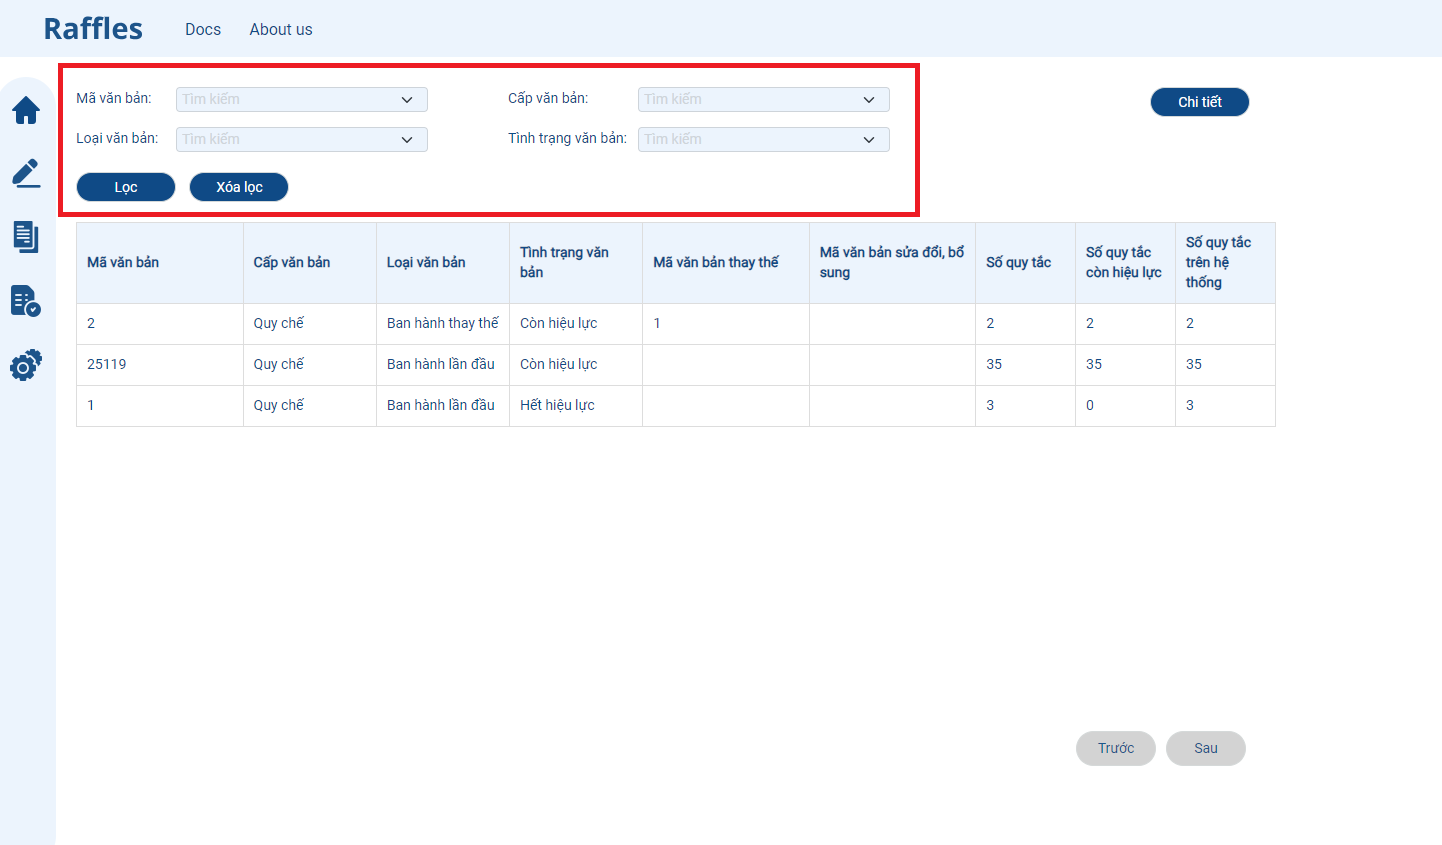 Raffles Docs About us
Mã văn bản: Tìm kiếm Cấp văn bản: Tìm kiếm Chi tiết
Loại văn bản: Tìm kiếm Tình trạng văn bản: Tìm kiếm
Lọc Xóa lọc
Mã văn bản
Cấp văn bản
Loại văn bản
Tình trạng văn
bản
Mã văn bản thay thế
Mã văn bản sửa đổi, bổ
sung
Số quy tắc
Số quy tắc
còn hiệu lực
Số quy tắc
trên hệ
thống
2 Quy chế Ban hành thay thế Còn hiệu lực 1 2 2 2
25119 Quy chế Ban hành lần đầu Còn hiệu lực 35 35 35
1 Quy chế Ban hành lần đầu Hết hiệu lực 3 0 3
Trước Sau